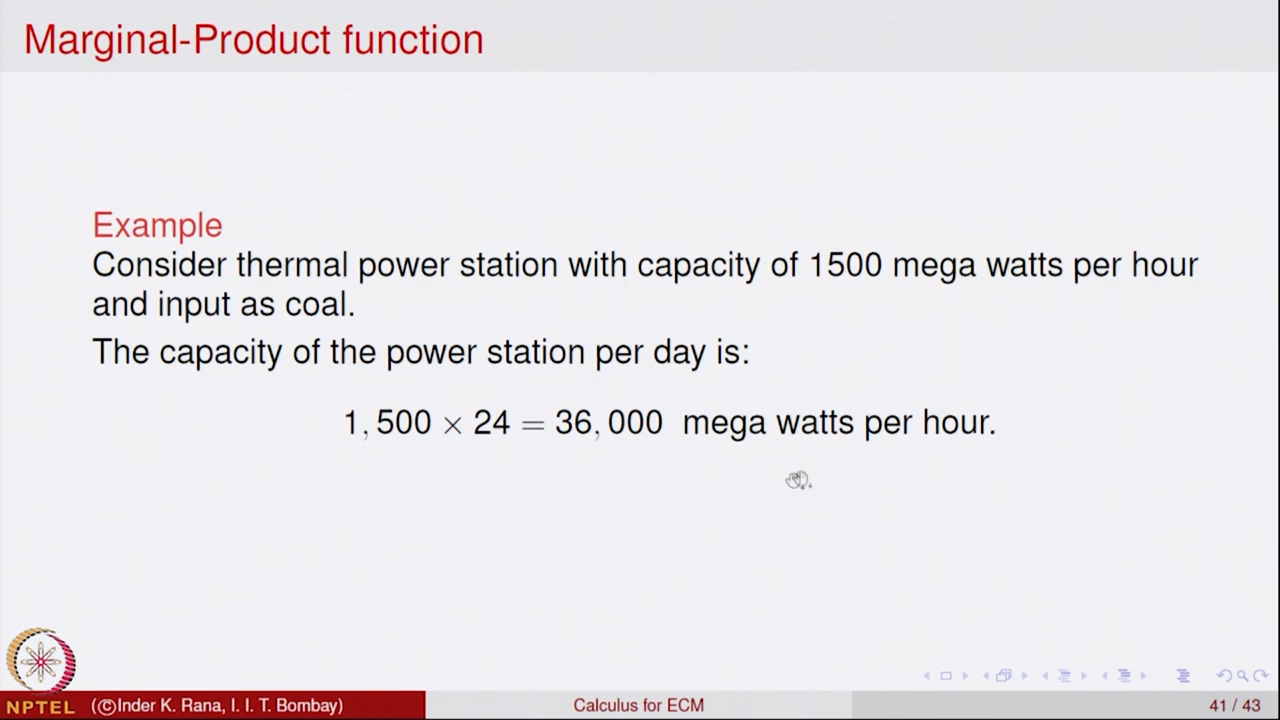 Marginal-Product function
Example
Consider thermal power station with capacity of 1500 mega watts per hour
and input as coal.
The capacity of the power station per day is:
1, 500 × 24 = 36, 000 mega watts per hour.
NPTEL
(©Inder K. Rana, I. I. T. Bombay)
Calculus for ECM
41 / 43